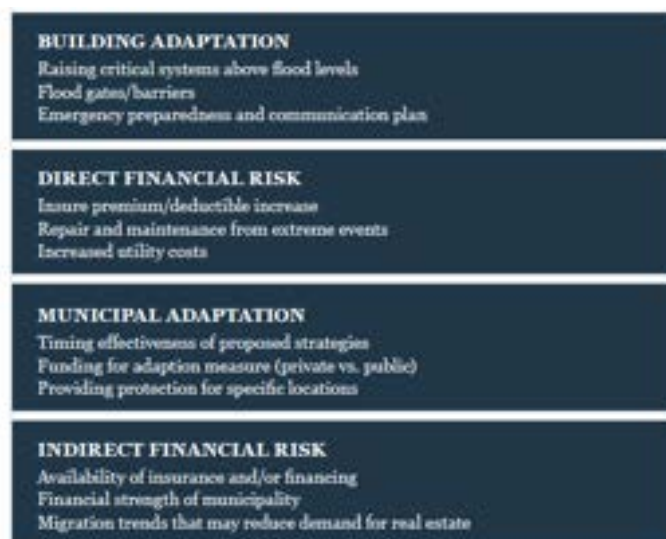 BUILDING ADAPTATION
Raising critical systems above flood levels
Flood gates/barriers
Emergency preparedness and communication plan
DIRECT FINANCIAL RISK
Insure premium/deductible increase
Repair and maintenance from extreme events
Increased utility costs
MUNICIPAL ADAPTATION
Timing effectiveness of proposed strategies
Funding for adaption measure (private vs. public)
Providing protection for specific locations
INDIRECT FINANCIAL RISK
Availability of insurance and/or financing
Financial strength of municipality
Migration trends that may reduce demand for real estate